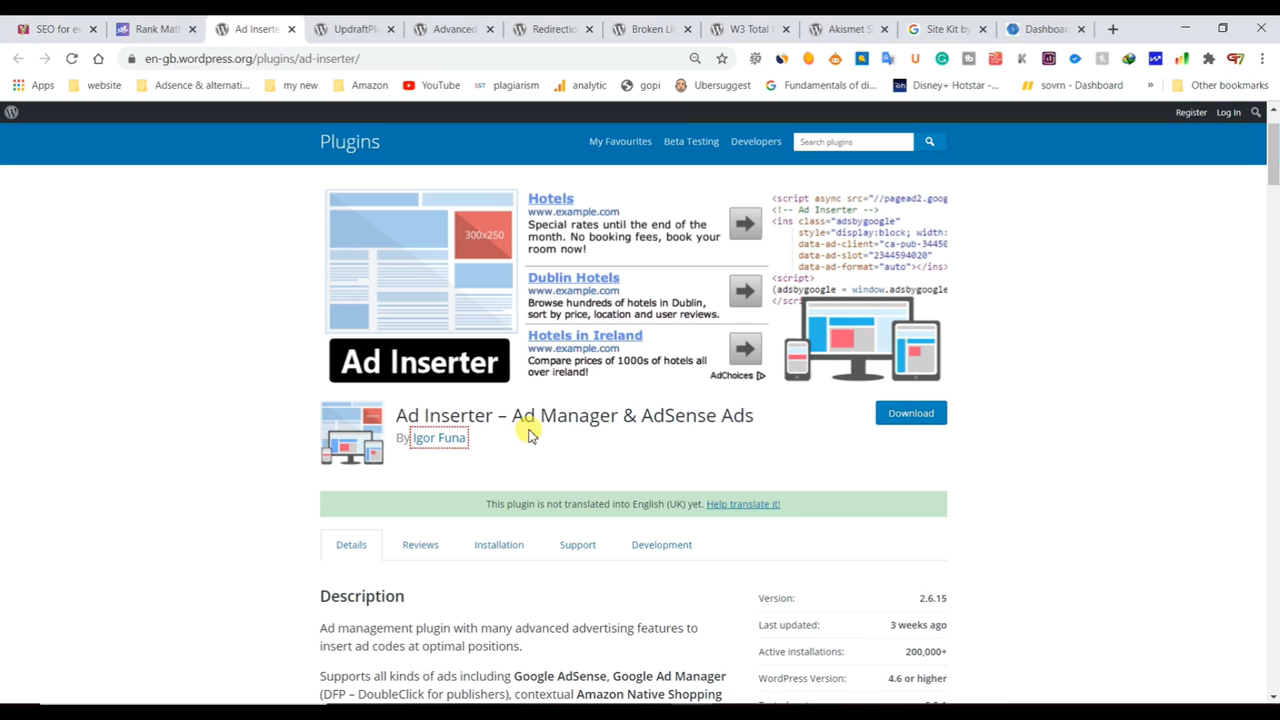 SEO for ev
Rank Math
Ad Inserte
UpdraftPl
Advanced
Redirectio
Broken Lin
W3 Total C
Akismet S
Site Kit by
Dashboard
en-gb.wordpress.org/plugins/ad-inserter/
Apps
website
Adsence & alternati...
my new
Amazon
YouTube
plagiarism
analytic
gopi
Ubersuggest
Fundamentals of di...
Disney+ Hotstar -...
sovrn - Dashboard
»
Other bookmarks
Register
Log In
Plugins
My Favourites
Beta Testing
Developers
Search plugins
300x250
Ad Inserter
Hotels
www.example.com
Special rates until the end of the
month. No booking fees, book your
room now!
Dublin Hotels
www.example.com
Browse hundreds of hotels in Dublin,
sort by price, location and user reviews.
Hotels in Ireland
www.example.com
Compare prices of 1000s of hotels all
over ireland!
AdChoices
<script async src="//pagead2.goog
<!-- Ad Inserter -->
<ins class="adsbygoogle"
style="display:block; width:
data-ad-client="ca-pub-34450
data-ad-slot="2344594020"
data-ad-format="auto"></ins>
<script>
(adsbygoogle = window.adsbygoogle
Ad Inserter – Ad Manager & AdSense Ads
By Igor Funa
Download
This plugin is not translated into English (UK) yet. Help translate it!
Details
Reviews
Installation
Support
Development
Description
Ad management plugin with many advanced advertising features to
insert ad codes at optimal positions.
Supports all kinds of ads including Google AdSense, Google Ad Manager
(DFP – DoubleClick for publishers), contextual Amazon Native Shopping
Version: 2.6.15
Last updated: 3 weeks ago
Active installations: 200,000+
WordPress Version: 4.6 or higher